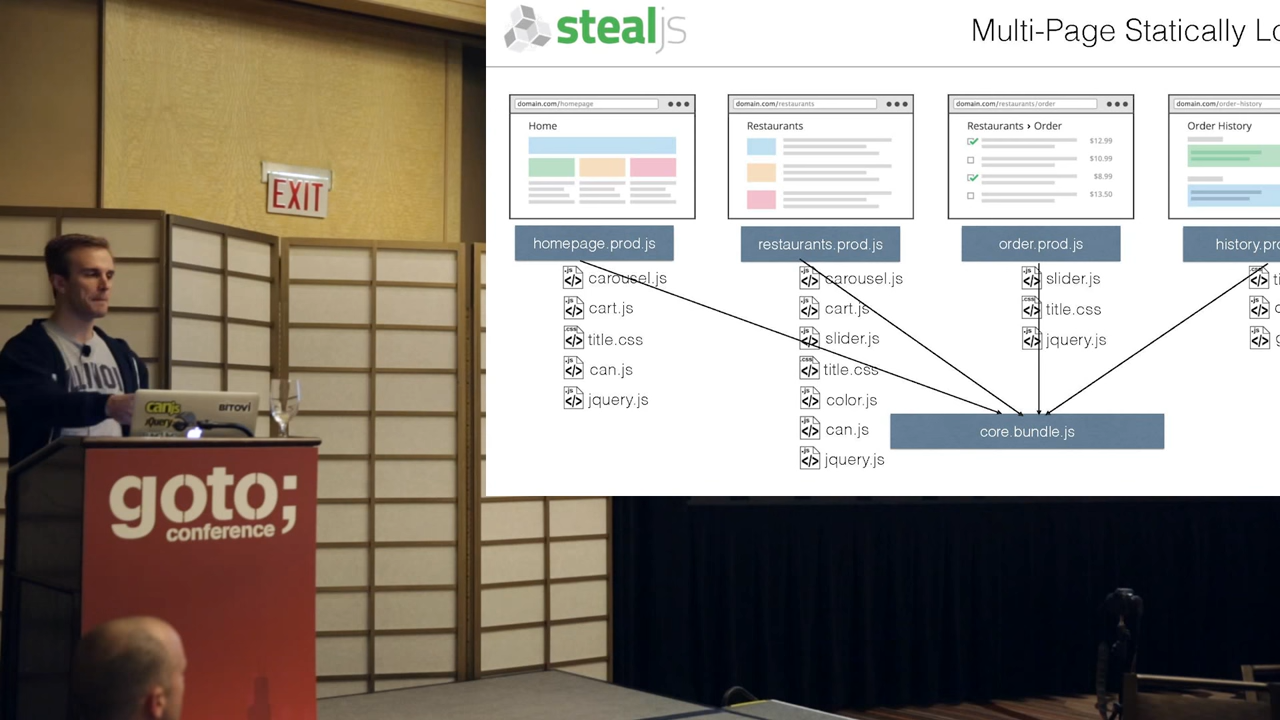 stealjs
Multi-Page Statically
domain.com/homepage
Home
domain.com/restaurants
Restaurants
domain.com/restaurants/order
Restaurants › Order
$12.99
$10.99
$8.99
$13.50
domain.com/order-history
Order History
homepage.prod.js
restaurants.prod.js
order.prod.js
carousel.js
cart.js
title.css
can.js
jquery.js
carousel.js
cart.js
slider.js
title.css
color.js
can.js
jquery.js
slider.js
title.css
jquery.js
core.bundle.js
EXIT
canjs
jquery
BITOVI
goto;
conference